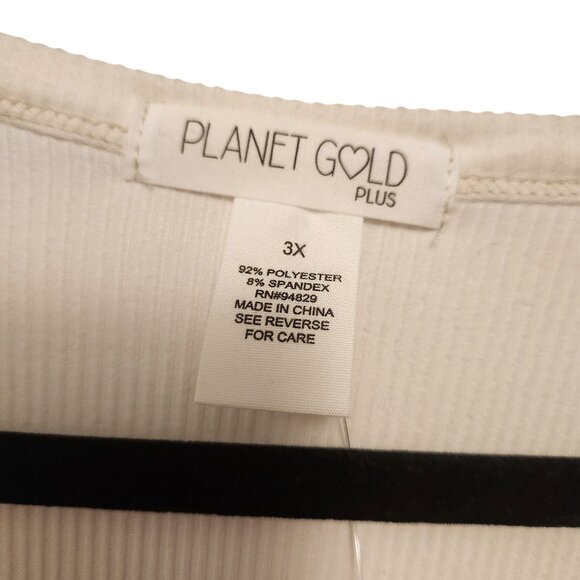 PLANET GOLD
PLUS
3X
92% POLYESTER
8% SPANDEX
RN#94829
MADE IN CHINA
SEE REVERSE
FOR CARE